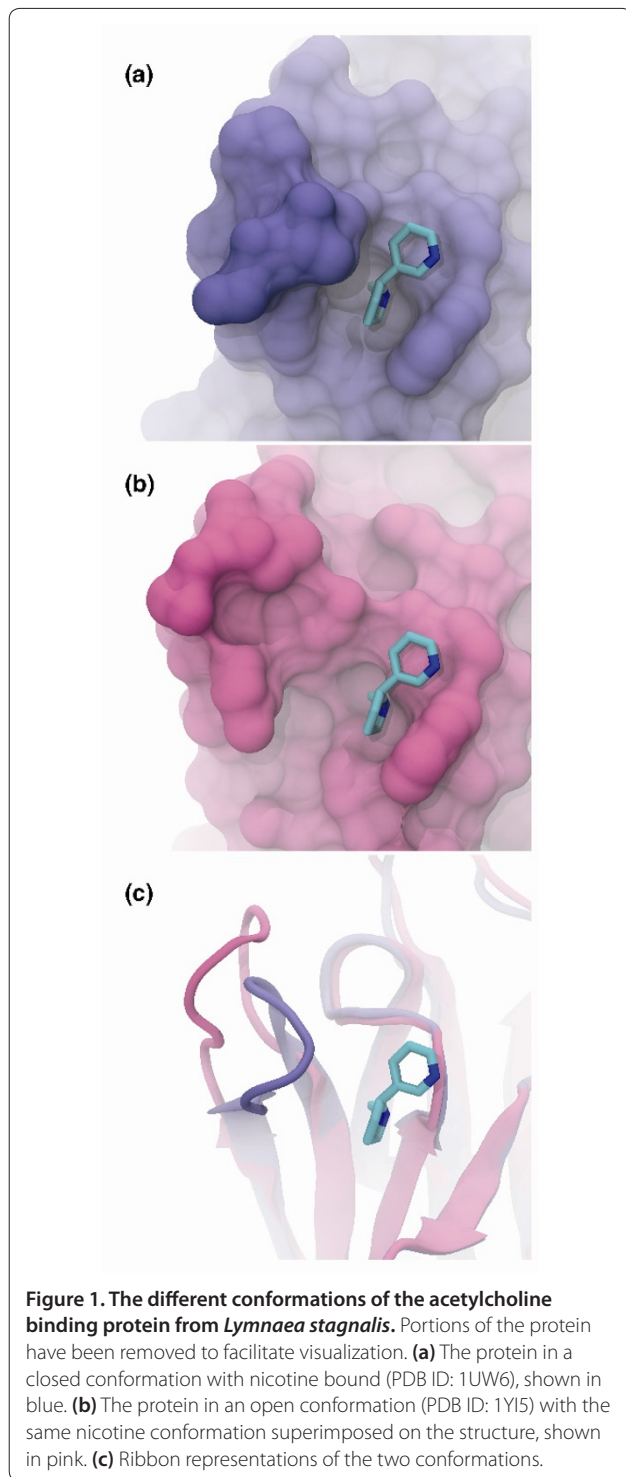 (a)
(b)
(c)
Figure 1. The different conformations of the acetylcholine
binding protein from Lymnaea stagnalis. Portions of the protein
have been removed to facilitate visualization. (a) The protein in a
closed conformation with nicotine bound (PDB ID: 1UW6), shown in
blue. (b) The protein in an open conformation (PDB ID: 1YI5) with the
same nicotine conformation superimposed on the structure, shown
in pink. (c) Ribbon representations of the two conformations.